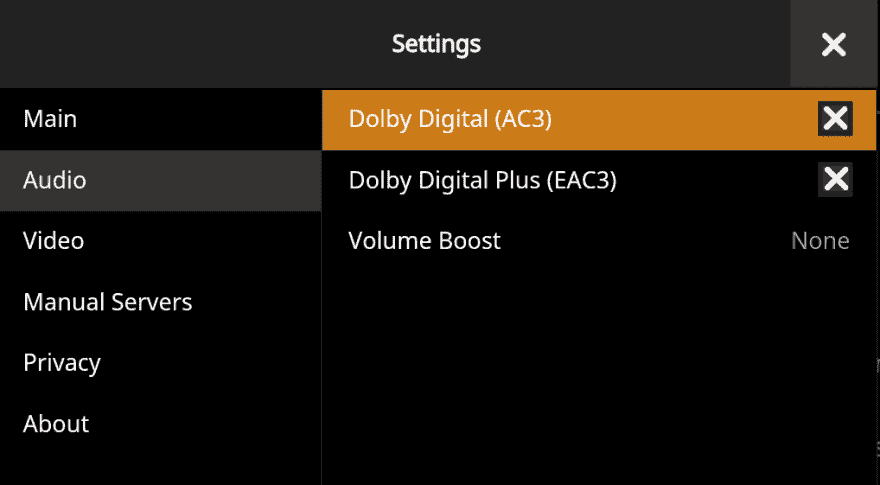 Settings
Main
Audio
Video
Manual Servers
Privacy
About
Dolby Digital (AC3)
Dolby Digital Plus (EAC3)
Volume Boost None